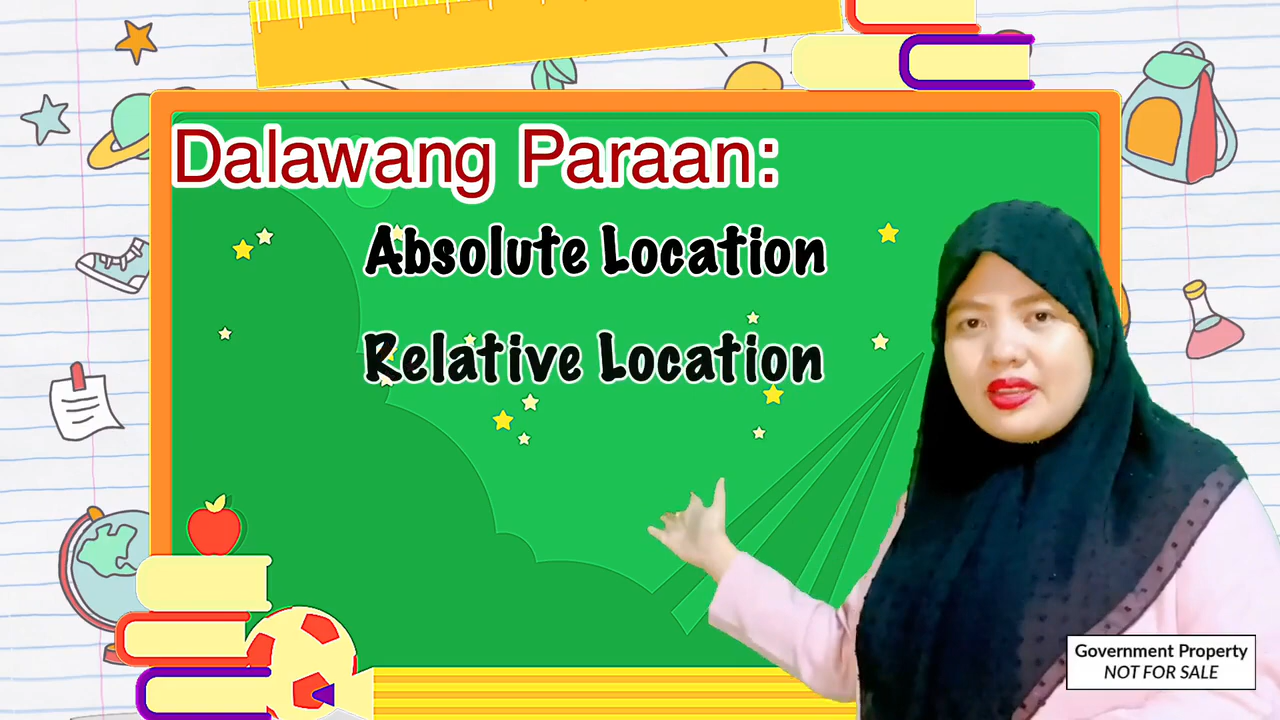 Dalawang Paraan:
Absolute Location
Relative Location
Government Property
NOT FOR SALE